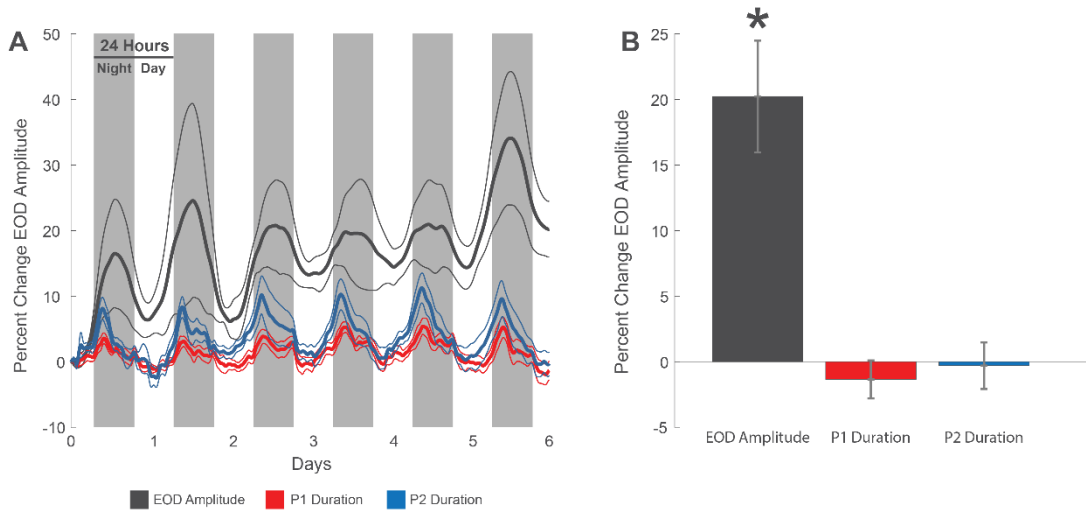 A
24 Hours
Night Day
Percent Change EOD Amplitude
50
40
30
20
10
0
-10
0 1 2 3 4 5 6
Days
EOD Amplitude P1 Duration P2 Duration
B
*
Percent Change EOD Amplitude
25
20
15
10
5
0
-5
EOD Amplitude P1 Duration P2 Duration